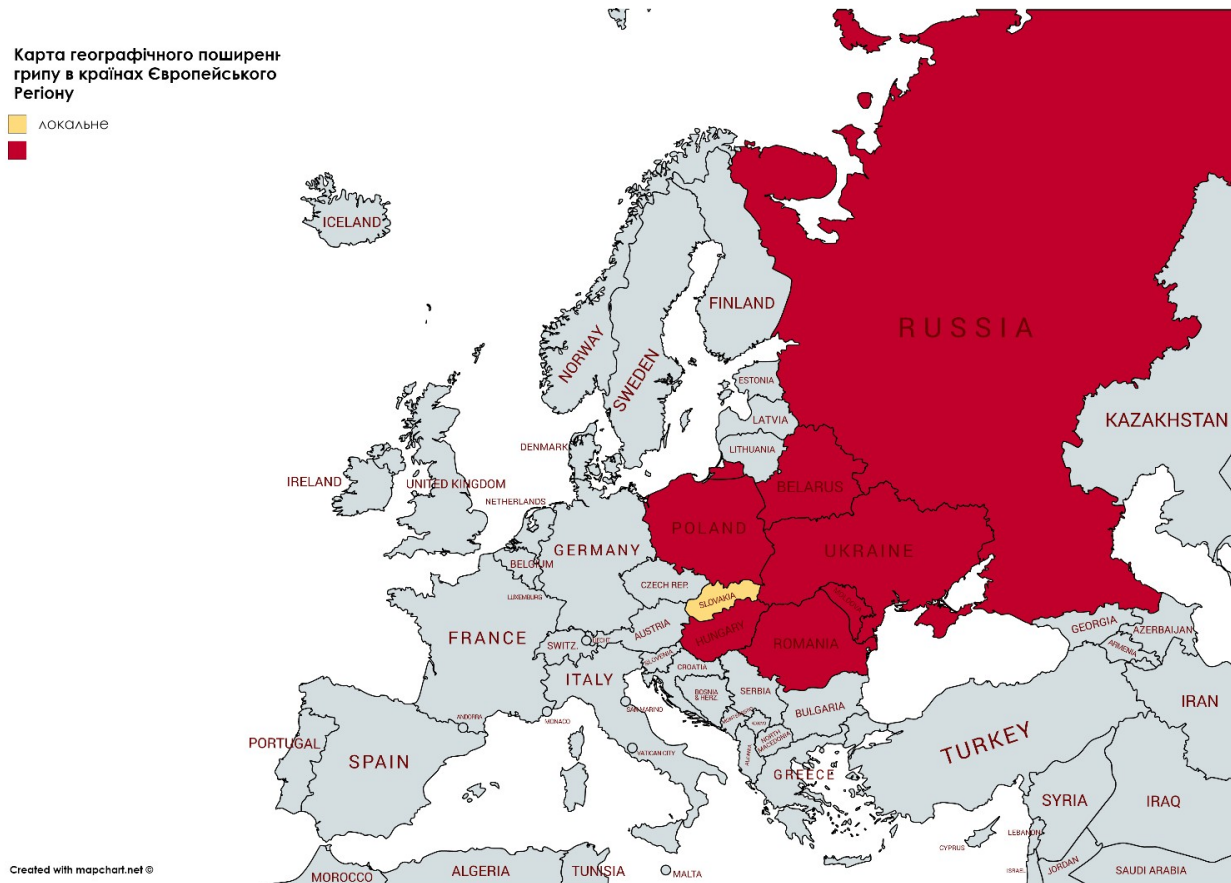 Карта географічного поширенн
грипу в країнах Європейського
Регіону
локальне
ICELAND
FINLAND
RUSSIA
NORWAY
SWEDEN
ESTONIA
LATVIA
KAZAKHSTAN
DENMARK
LITHUANIA
IRELAND
UNITED KINGDOM
BELARUS
NETHERLANDS
POLAND
GERMANY
UKRAINE
BELGIUM
CZECH REP.
LUXEMBURG
SLOVAKIA
MOLDOVA
AUSTRIA
HUNGARY
FRANCE
SWITZ.
ROMANIA
GEORGIA
AZERBAIJAN
ARMENIA
SLOVENIA
CROATIA
ITALY
BOSNIA
& HERZ.
SERBIA
SAN MARINO
MONACO
ANDORRA
MONTENEGRO
BULGARIA
IRAN
NORTH
MACEDONIA
PORTUGAL
SPAIN
VATICAN CITY
ALBANIA
TURKEY
GREECE
SYRIA
IRAQ
LEBANON
CYPRUS
Created with mapchart.net ©
MOROCCO
ALGERIA
TUNISIA
MALTA
ISRAEL
JORDAN
SAUDI ARABIA